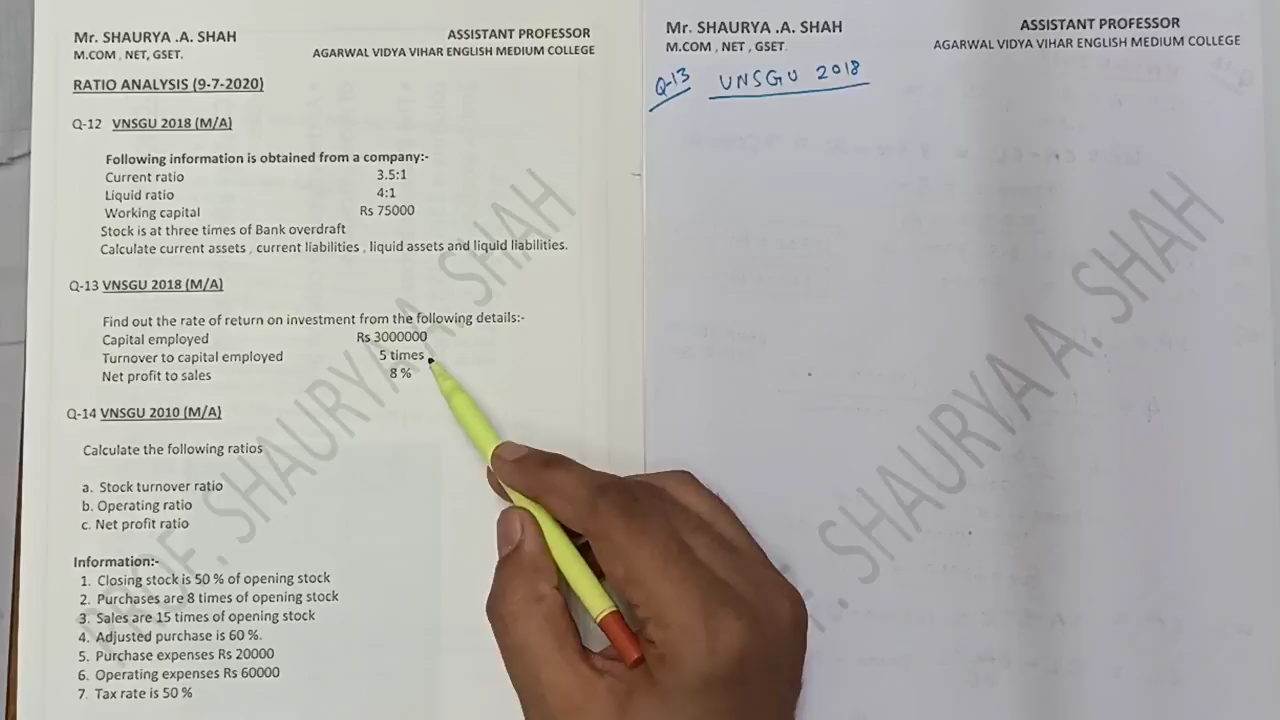 Mr. SHAURYA .A. SHAH
ASSISTANT PROFESSOR
M.COM , NET, GSET.
AGARWAL VIDYA VIHAR ENGLISH MEDIUM COLLEGE
RATIO ANALYSIS (9-7-2020)
Q-12 VNSGU 2018 (M/A)
Following information is obtained from a company:-
Current ratio 3.5:1
Liquid ratio 4:1
Working capital Rs 75000
Stock is at three times of Bank overdraft
Calculate current assets , current liabilities , liquid assets and liquid liabilities.
Q-13 VNSGU 2018 (M/A)
Find out the rate of return on investment from the following details:-
Capital employed Rs 3000000
Turnover to capital employed 5 times
Net profit to sales 8 %
Q-14 VNSGU 2010 (M/A)
Calculate the following ratios
a. Stock turnover ratio
b. Operating ratio
c. Net profit ratio
Information:-
1. Closing stock is 50 % of opening stock
2. Purchases are 8 times of opening stock
3. Sales are 15 times of opening stock
4. Adjusted purchase is 60 %.
5. Purchase expenses Rs 20000
6. Operating expenses Rs 60000
7. Tax rate is 50 %
PROF. SHAURYA A. SHAH
Mr. SHAURYA .A. SHAH
ASSISTANT PROFESSOR
M.COM , NET , GSET.
AGARWAL VIDYA VIHAR ENGLISH MEDIUM COLLEGE
Q-13 VNSGU 2018
SHAURYA A. SHAH